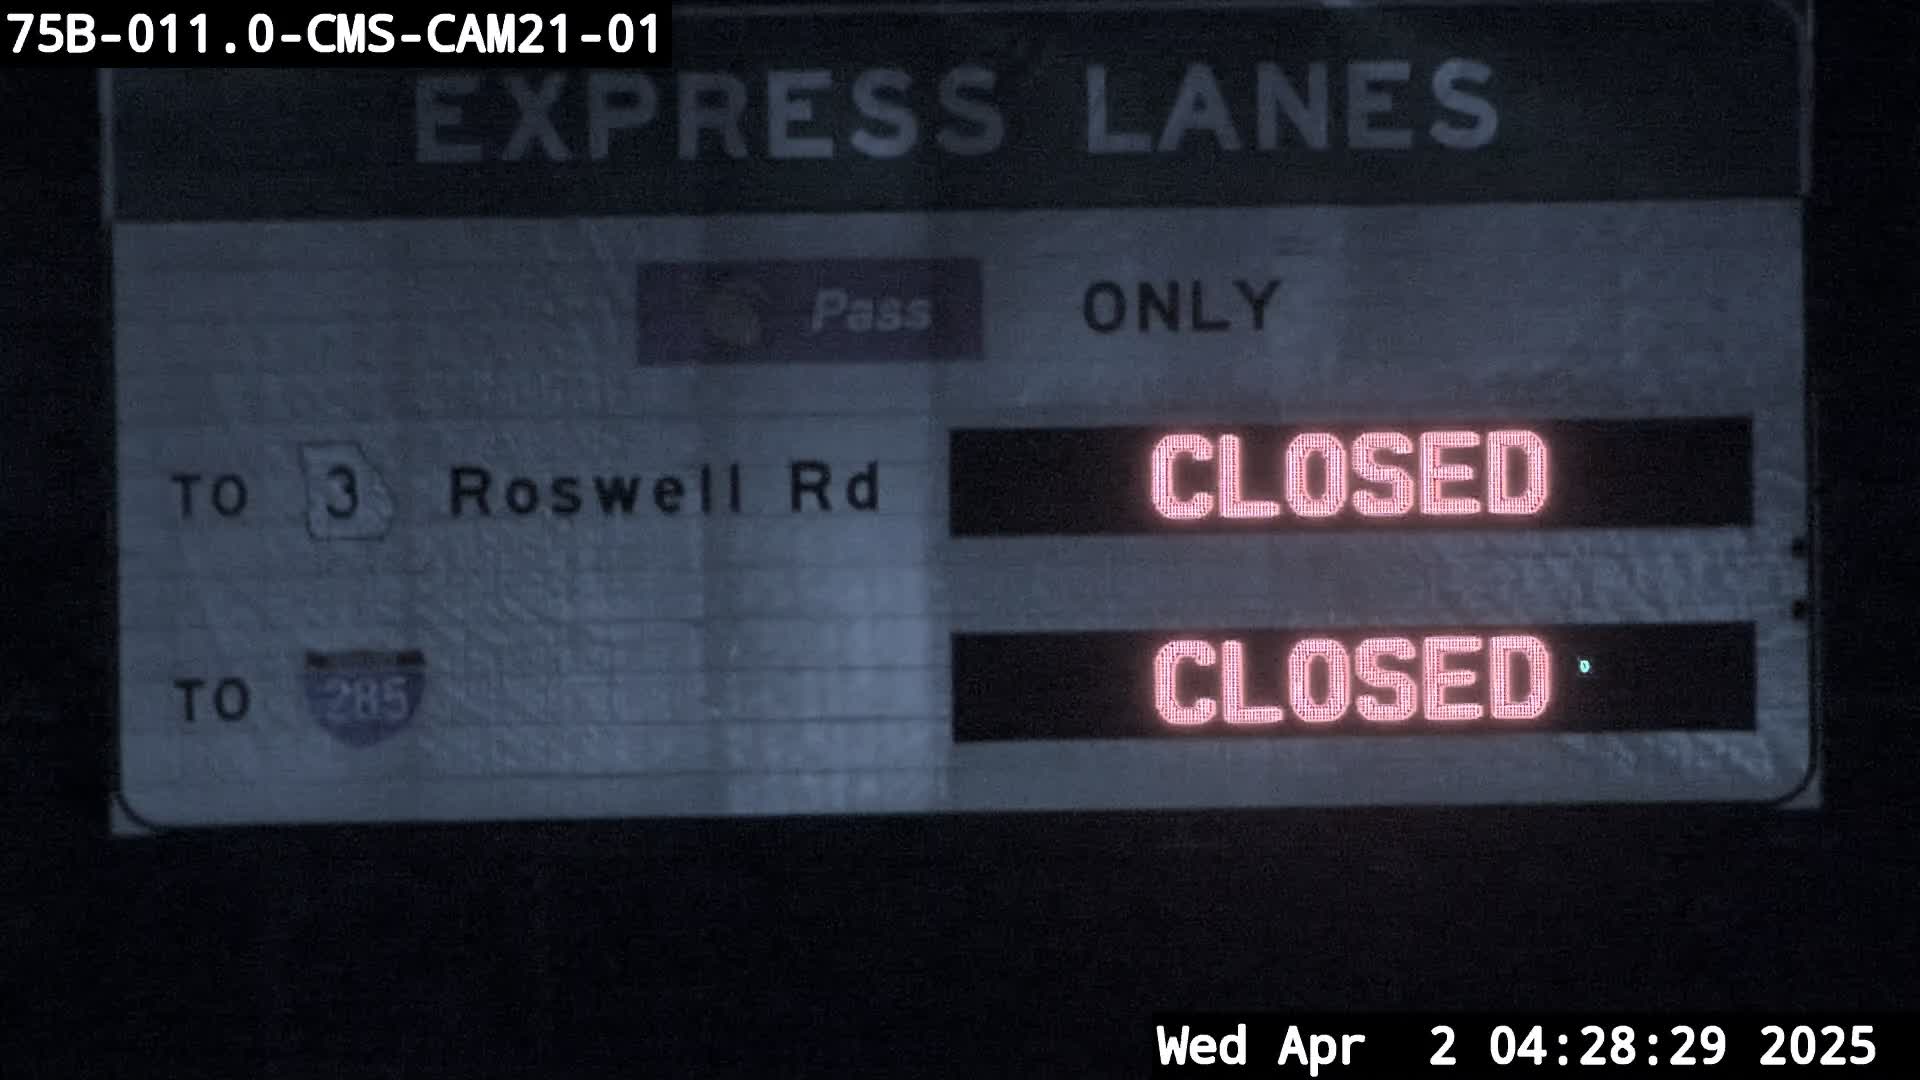 75B-011.0-CMS-CAM21-01
EXPRESS LANES
Pass ONLY
TO 3 Roswell Rd CLOSED
TO 285 CLOSED
Wed Apr 2 04:28:29 2025